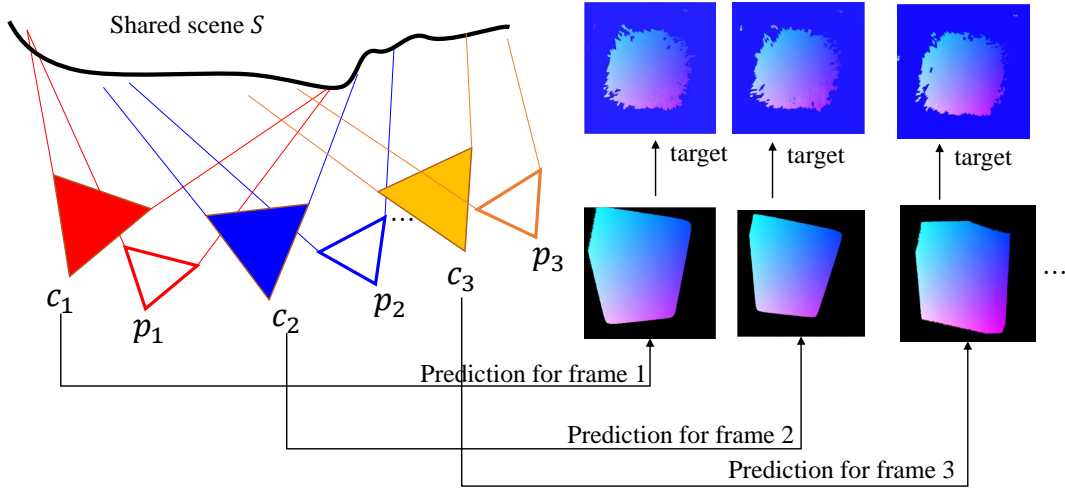 Shared scene S
target
target
target
...
c1
p1
c2
p2
c3
p3
...
Prediction for frame 1
Prediction for frame 2
Prediction for frame 3